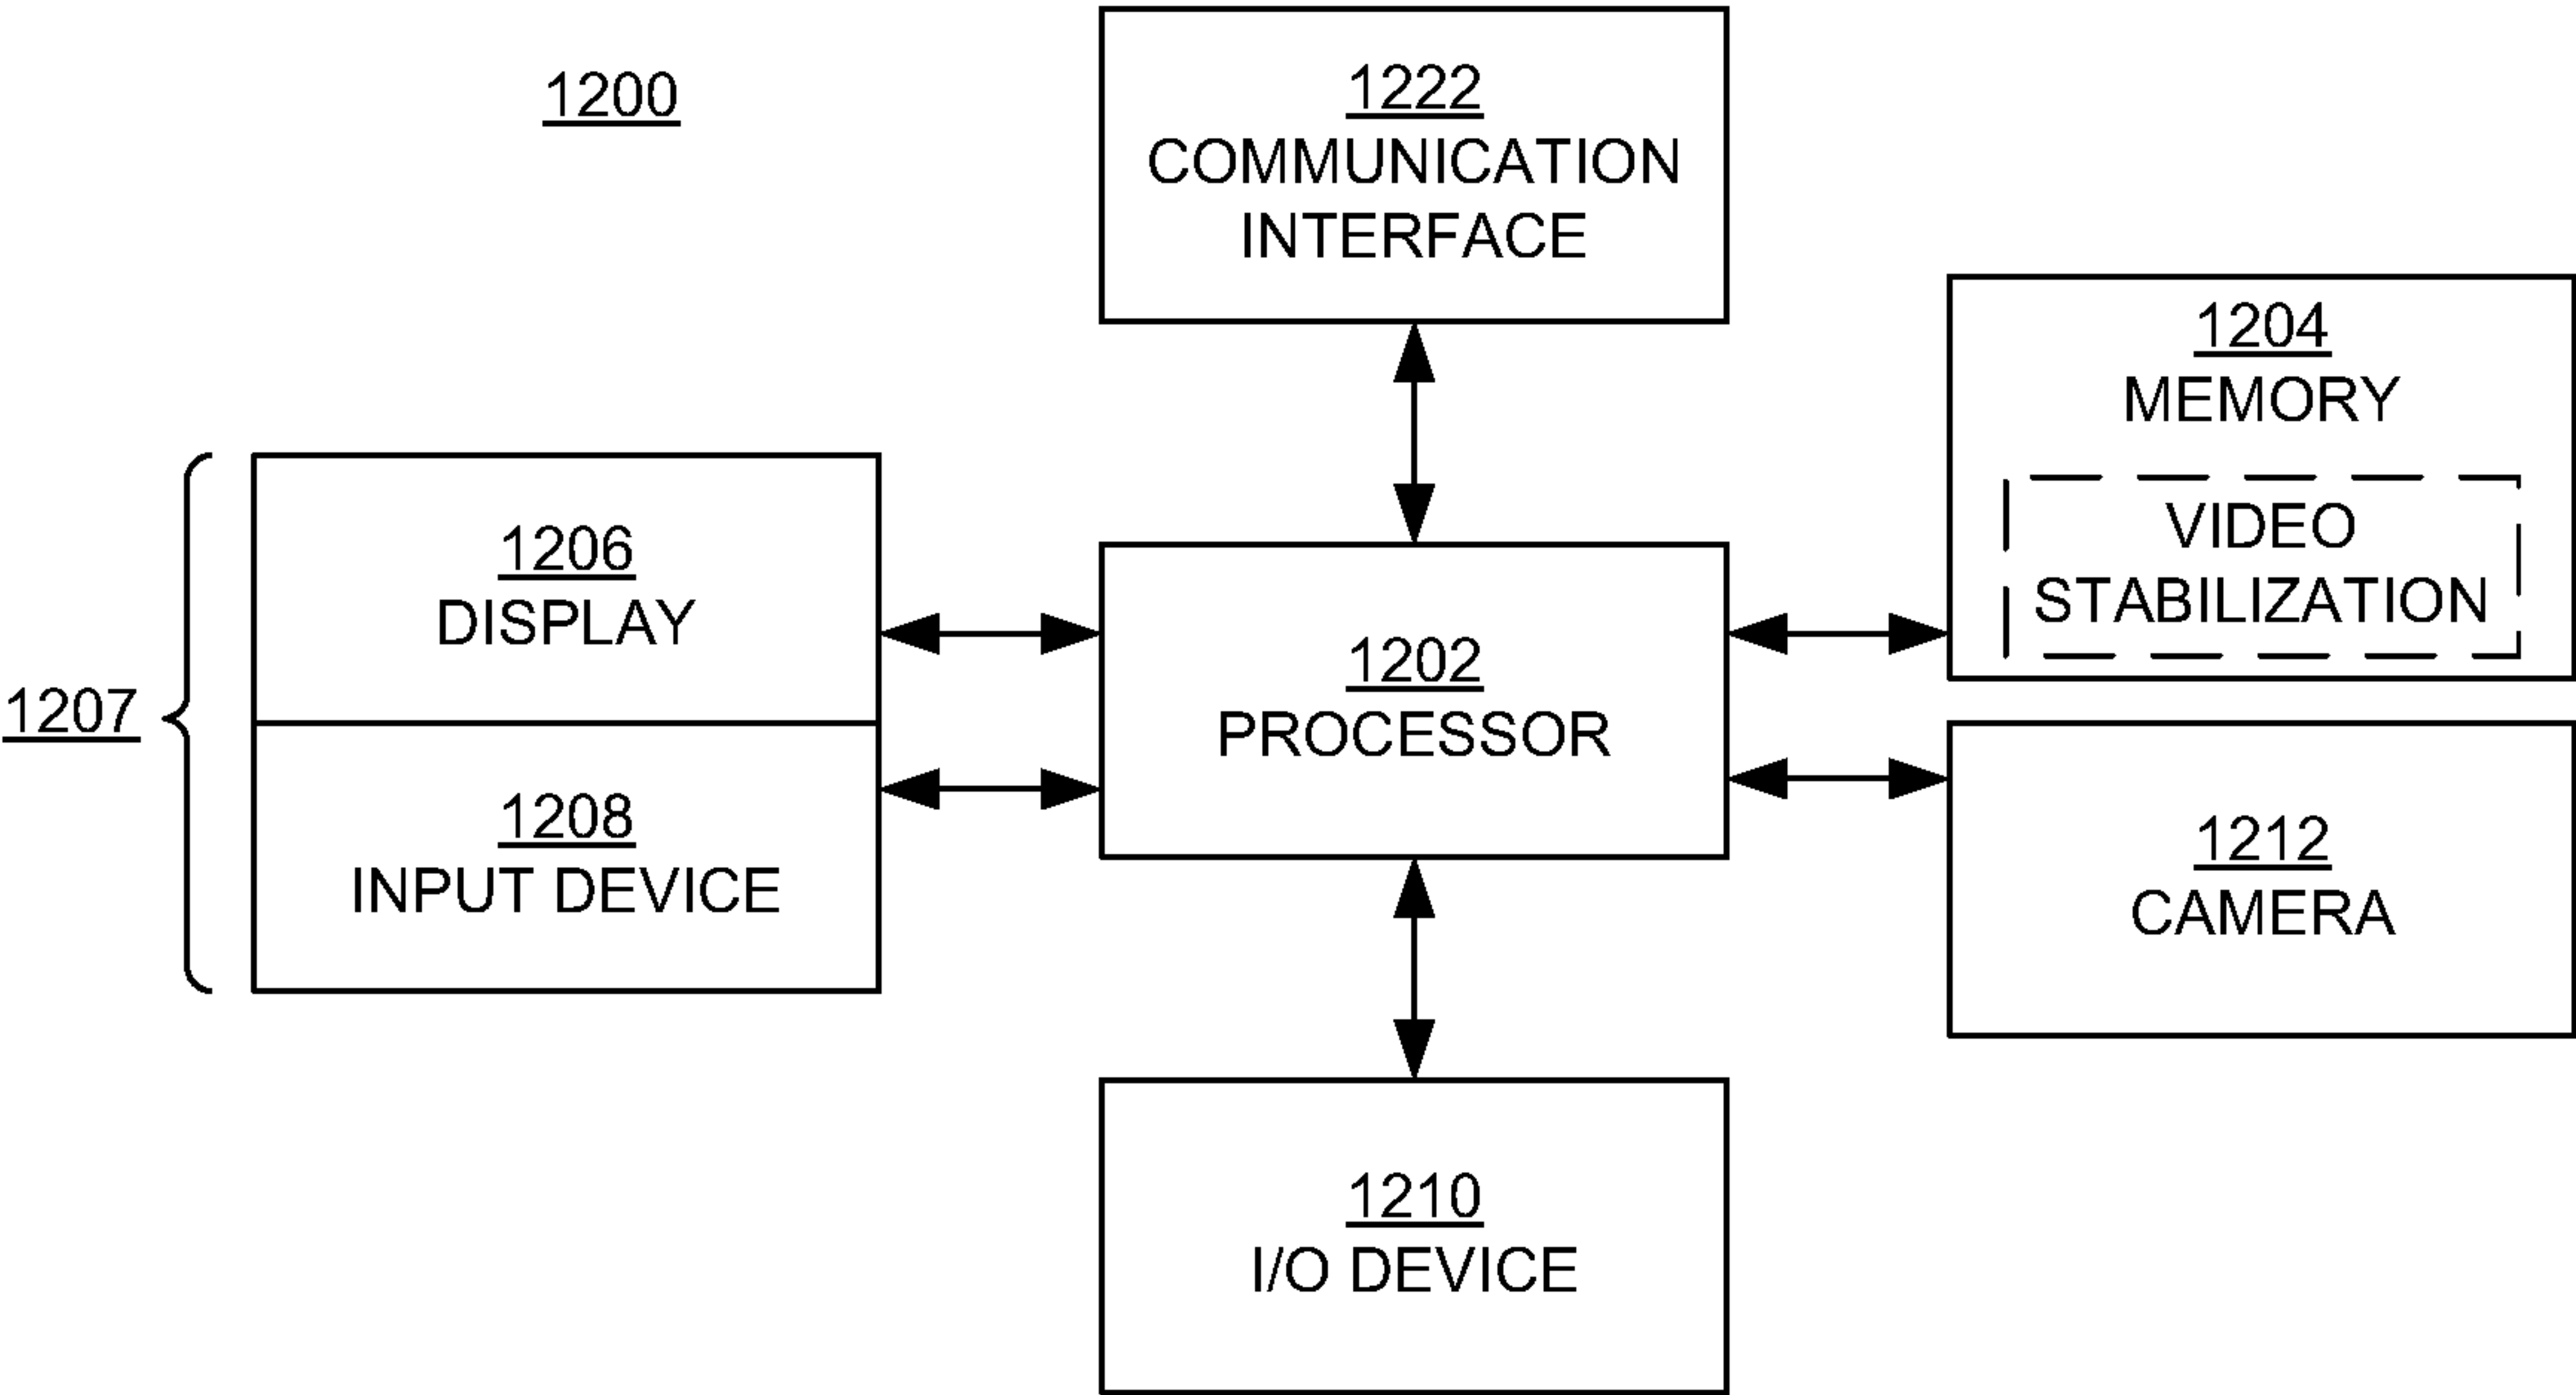 1200
1222
COMMUNICATION
INTERFACE
1204
MEMORY
VIDEO
STABILIZATION
1206
DISPLAY
1207
1208
INPUT DEVICE
1202
PROCESSOR
1212
CAMERA
1210
I/O DEVICE